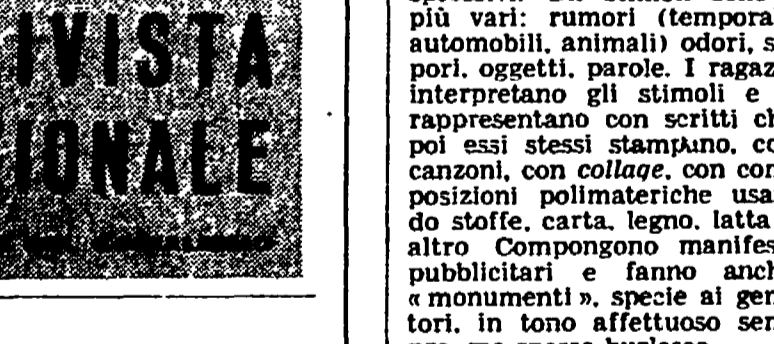 IVISTA
IONALE
più vari: rumori (tempora
automobili, animali) odori, s
pori, oggetti, parole. I ragaz
interpretano gli stimoli e
rappresentano con scritti ch
poi essi stessi stampano, co
canzoni, con collage, con com
posizioni polimateriche usa
do stoffe, carta, legno, latta
altro Compongono manifes
pubblicitari e fanno anch
« monumenti », specie ai gen
tori, in tono affettuoso sem